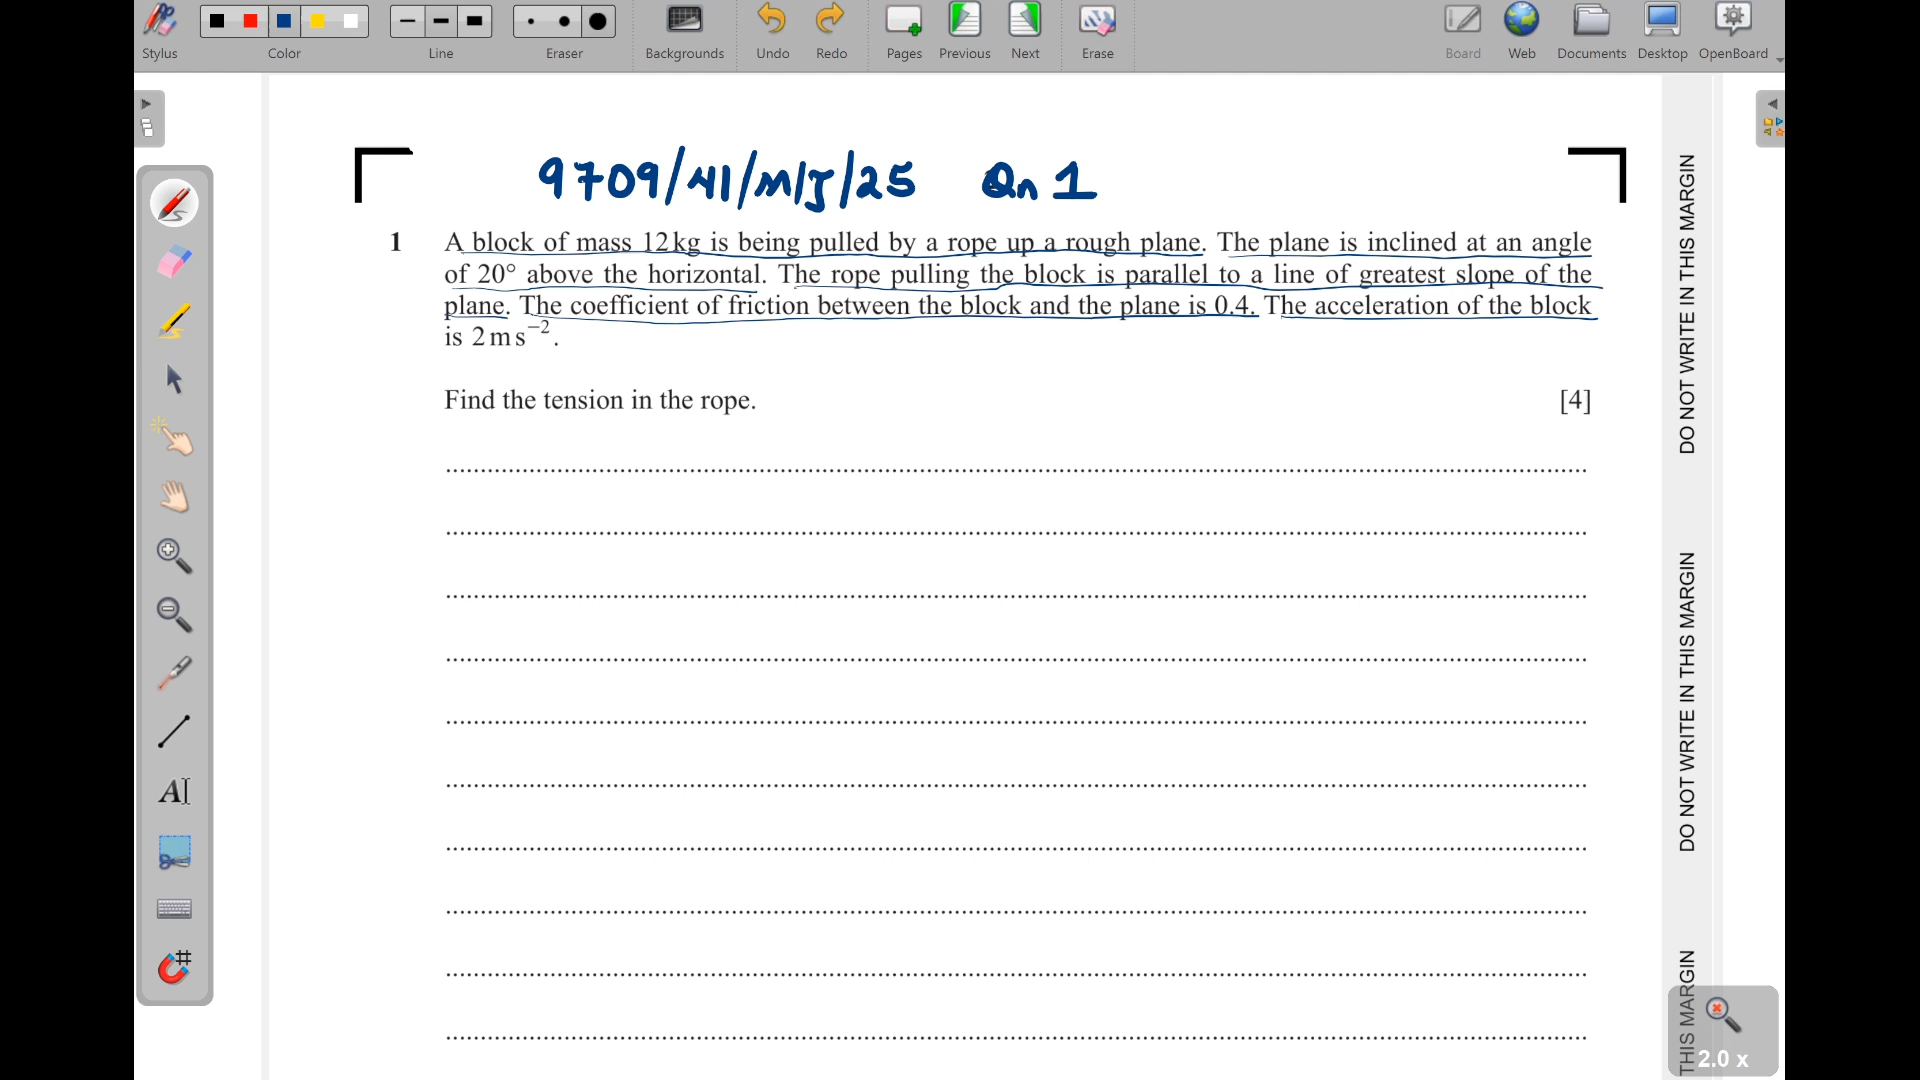 Stylus Color Line Eraser Backgrounds Undo Redo Pages Previous Next Erase Board Web Documents Desktop OpenBoard
9709/41/M/J/25 Qn 1
1 A block of mass 12 kg is being pulled by a rope up a rough plane. The plane is inclined at an angle
of 20° above the horizontal. The rope pulling the block is parallel to a line of greatest slope of the
plane. The coefficient of friction between the block and the plane is 0.4. The acceleration of the block
is 2 m s⁻².
Find the tension in the rope. [4]
DO NOT WRITE IN THIS MARGIN
DO NOT WRITE IN THIS MARGIN
THIS MARGIN
2.0 x